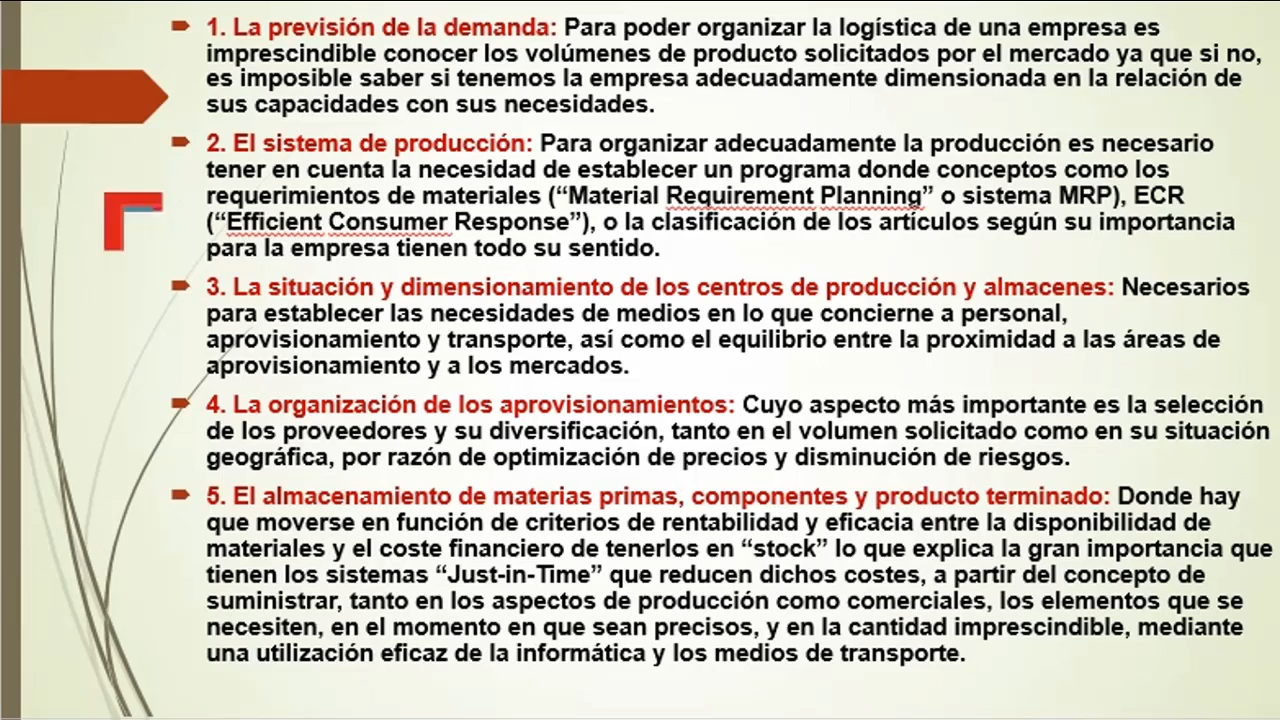 1. La previsión de la demanda: Para poder organizar la logística de una empresa es
imprescindible conocer los volúmenes de producto solicitados por el mercado ya que si no,
es imposible saber si tenemos la empresa adecuadamente dimensionada en la relación de
sus capacidades con sus necesidades.
2. El sistema de producción: Para organizar adecuadamente la producción es necesario
tener en cuenta la necesidad de establecer un programa donde conceptos como los
requerimientos de materiales (“Material Requirement Planning” o sistema MRP), ECR
(“Efficient Consumer Response”), o la clasificación de los artículos según su importancia
para la empresa tienen todo su sentido.
3. La situación y dimensionamiento de los centros de producción y almacenes: Necesarios
para establecer las necesidades de medios en lo que concierne a personal,
aprovisionamiento y transporte, así como el equilibrio entre la proximidad a las áreas de
aprovisionamiento y a los mercados.
4. La organización de los aprovisionamientos: Cuyo aspecto más importante es la selección
de los proveedores y su diversificación, tanto en el volumen solicitado como en su situación
geográfica, por razón de optimización de precios y disminución de riesgos.
5. El almacenamiento de materias primas, componentes y producto terminado: Donde hay
que moverse en función de criterios de rentabilidad y eficacia entre la disponibilidad de
materiales y el coste financiero de tenerlos en “stock” lo que explica la gran importancia que
tienen los sistemas “Just-in-Time” que reducen dichos costes, a partir del concepto de
suministrar, tanto en los aspectos de producción como comerciales, los elementos que se
necesiten, en el momento en que sean precisos, y en la cantidad imprescindible, mediante
una utilización eficaz de la informática y los medios de transporte.